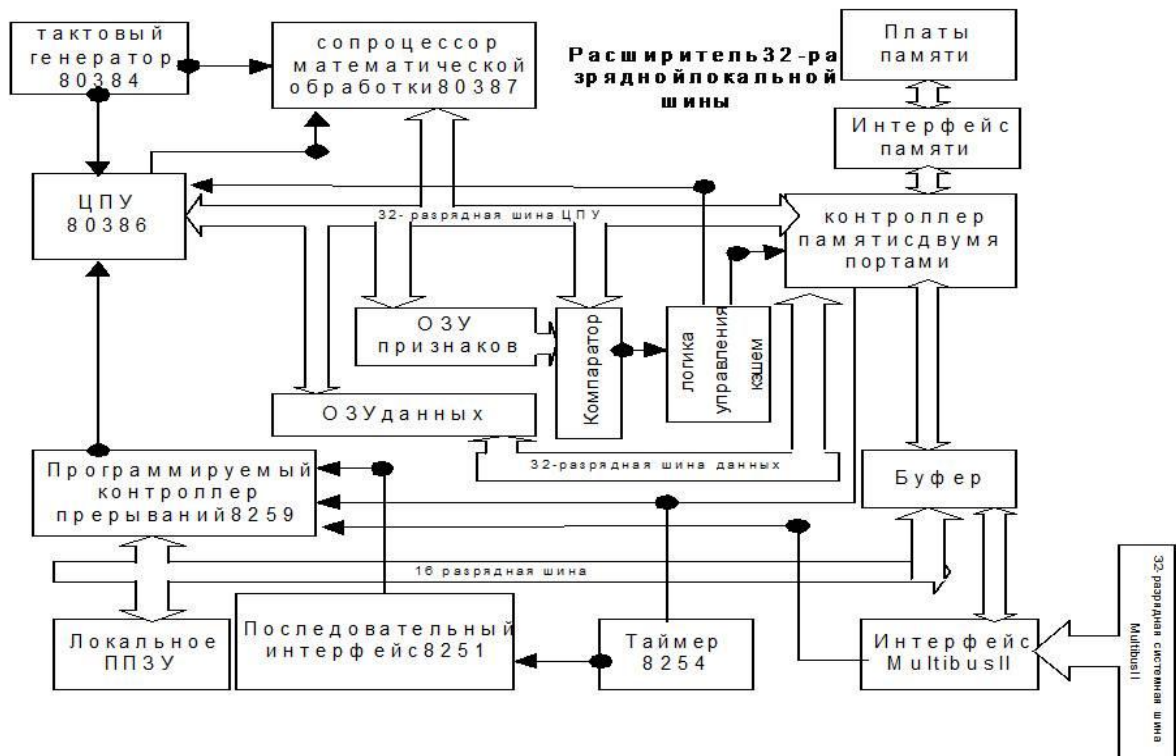 тактовый
генератор
80384
сопроцессор
математической
обработки80387
Расширитель32-ра
зряднойлокальной
шины
Платы
памяти
Интерфейс
памяти
ЦПУ
80386
32- разрядная шина ЦПУ
контроллер
памятисдвумя
портами
ОЗУ
признаков
Компаратор
логика
управления
кэшем
ОЗУданных
32-разрядная шина данных
Программируемый
контроллер
прерываний8259
Буфер
16 разрядная шина
Локальное
ППЗУ
Последовательный
интерфейс8251
Таймер
8254
Интерфейс
MultibusII
32-разрядная системная шина
MultibusII